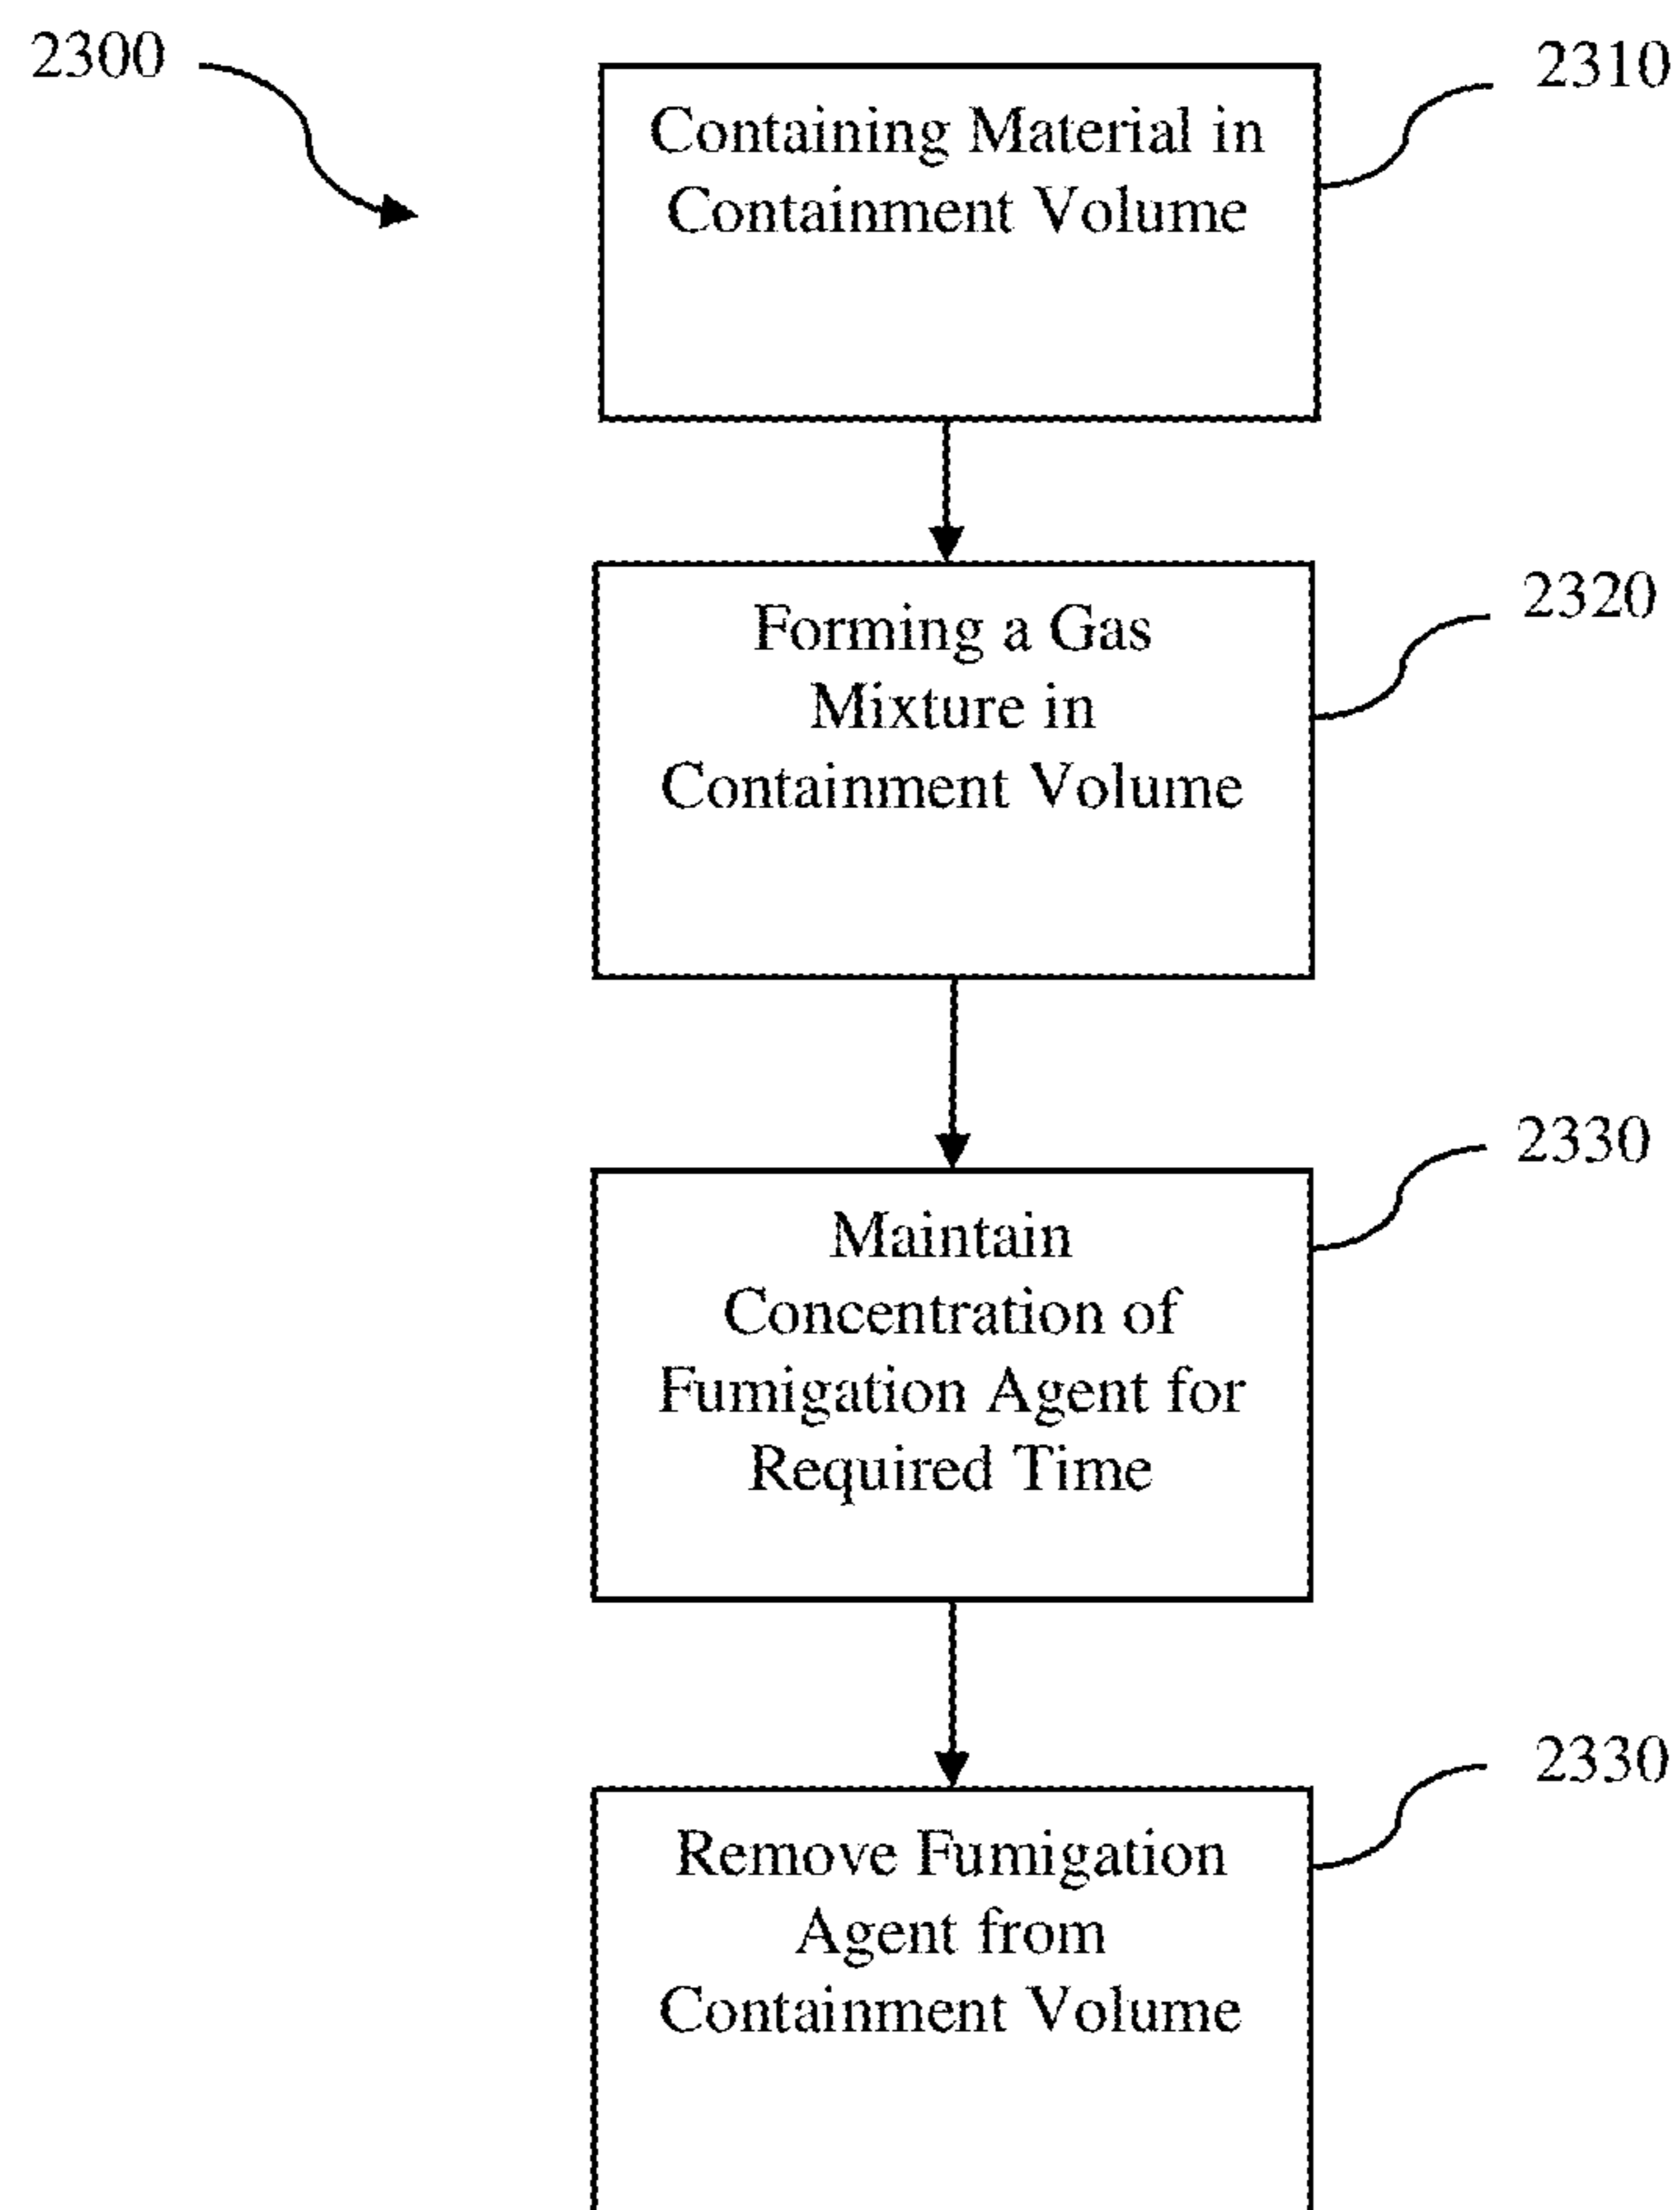 2300
2310
Containing Material in
Containment Volume
2320
Forming a Gas
Mixture in
Containment Volume
2330
Maintain
Concentration of
Fumigation Agent for
Required Time
2330
Remove Fumigation
Agent from
Containment Volume